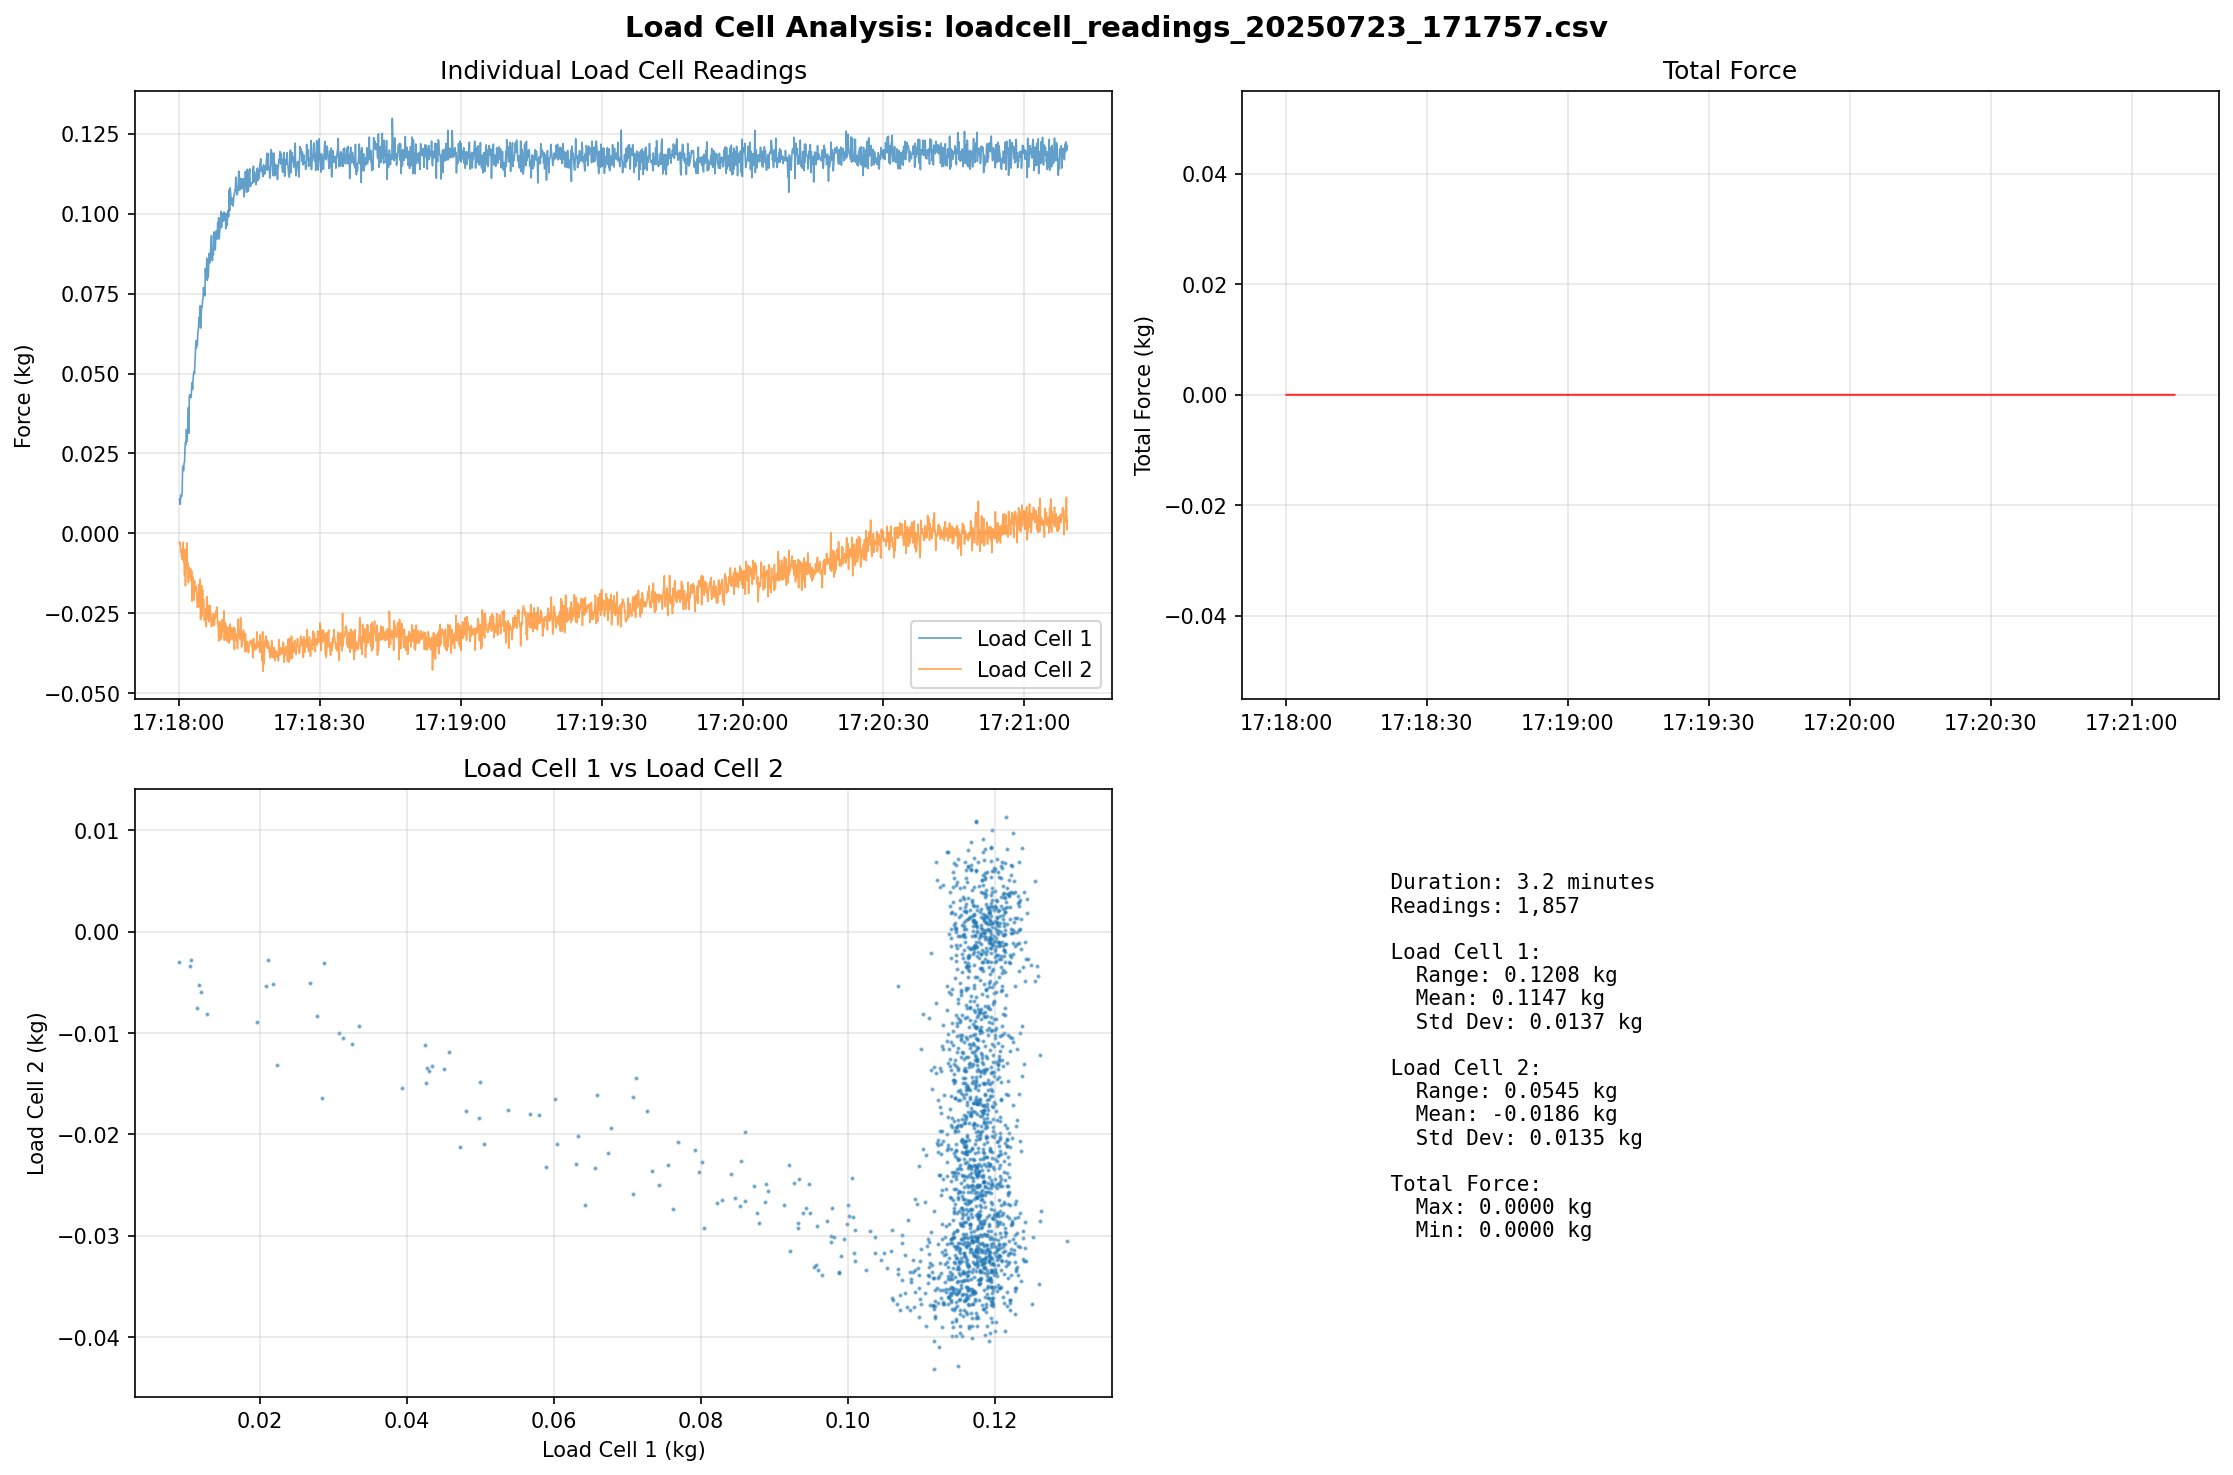 Load Cell Analysis: loadcell_readings_20250723_171757.csv
Individual Load Cell Readings
Force (kg)
0.125
0.100
0.075
0.050
0.025
0.000
−0.025
−0.050
17:18:00 17:18:30 17:19:00 17:19:30 17:20:00 17:20:30 17:21:00
Load Cell 1
Load Cell 2
Total Force
Total Force (kg)
0.04
0.02
0.00
−0.02
−0.04
17:18:00 17:18:30 17:19:00 17:19:30 17:20:00 17:20:30 17:21:00
Load Cell 1 vs Load Cell 2
Load Cell 2 (kg)
0.01
0.00
−0.01
−0.02
−0.03
−0.04
0.02 0.04 0.06 0.08 0.10 0.12
Load Cell 1 (kg)
Duration: 3.2 minutes
Readings: 1,857
Load Cell 1:
Range: 0.1208 kg
Mean: 0.1147 kg
Std Dev: 0.0137 kg
Load Cell 2:
Range: 0.0545 kg
Mean: -0.0186 kg
Std Dev: 0.0135 kg
Total Force:
Max: 0.0000 kg
Min: 0.0000 kg